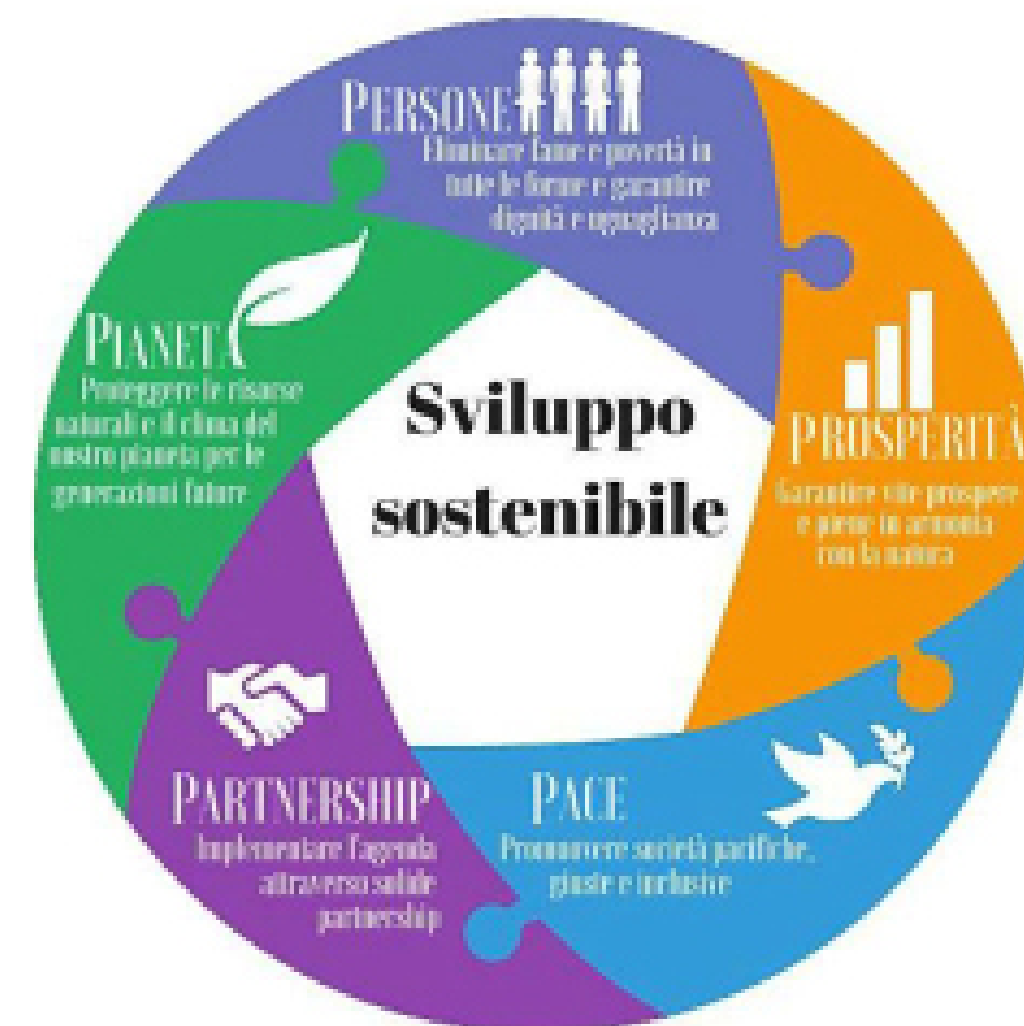 PERSONE
Eliminare fame e povertà in
tutte le forme e garantire
dignità e uguaglianza
PROSPERITÀ
Garantire vite prospere
e piene in armonia
con la natura
PACE
Promuovere società pacifiche,
giuste e inclusive
PARTNERSHIP
Implementare l'agenda
attraverso solide
partnership
PIANETA
Proteggere le risorse
naturali e il clima del
nostro pianeta per le
generazioni future
Sviluppo
sostenibile